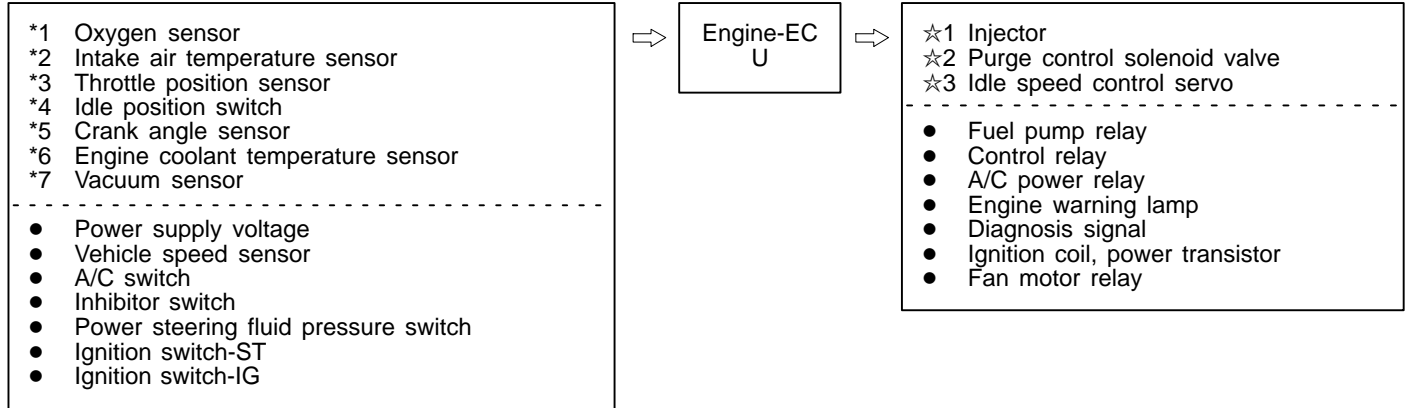 *1 Oxygen sensor
*2 Intake air temperature sensor
*3 Throttle position sensor
*4 Idle position switch
*5 Crank angle sensor
*6 Engine coolant temperature sensor
*7 Vacuum sensor
● Power supply voltage
● Vehicle speed sensor
● A/C switch
● Inhibitor switch
● Power steering fluid pressure switch
● Ignition switch-ST
● Ignition switch-IG
Engine-EC
U
☆1 Injector
☆2 Purge control solenoid valve
☆3 Idle speed control servo
● Fuel pump relay
● Control relay
● A/C power relay
● Engine warning lamp
● Diagnosis signal
● Ignition coil, power transistor
● Fan motor relay